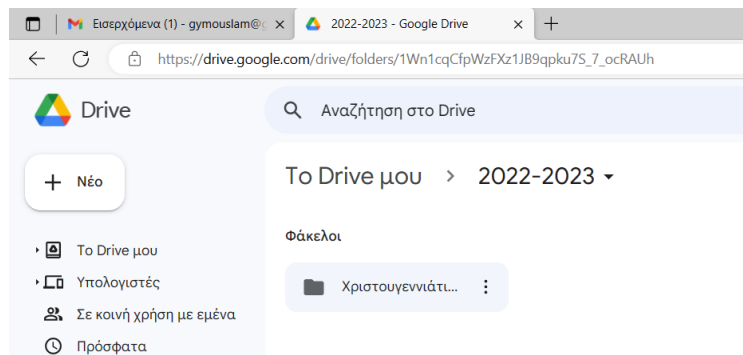 Εισερχόμενα (1) - gymouslam@g
2022-2023 - Google Drive
https://drive.google.com/drive/folders/1Wn1cqCfpWzFXz1JB9qpku7S_7_ocRAUh
Drive
Αναζήτηση στο Drive
Νέο
Το Drive μου > 2022-2023
Φάκελοι
Το Drive μου
Υπολογιστές
Χριστουγεννιάτι...
Σε κοινή χρήση με εμένα
Πρόσφατα